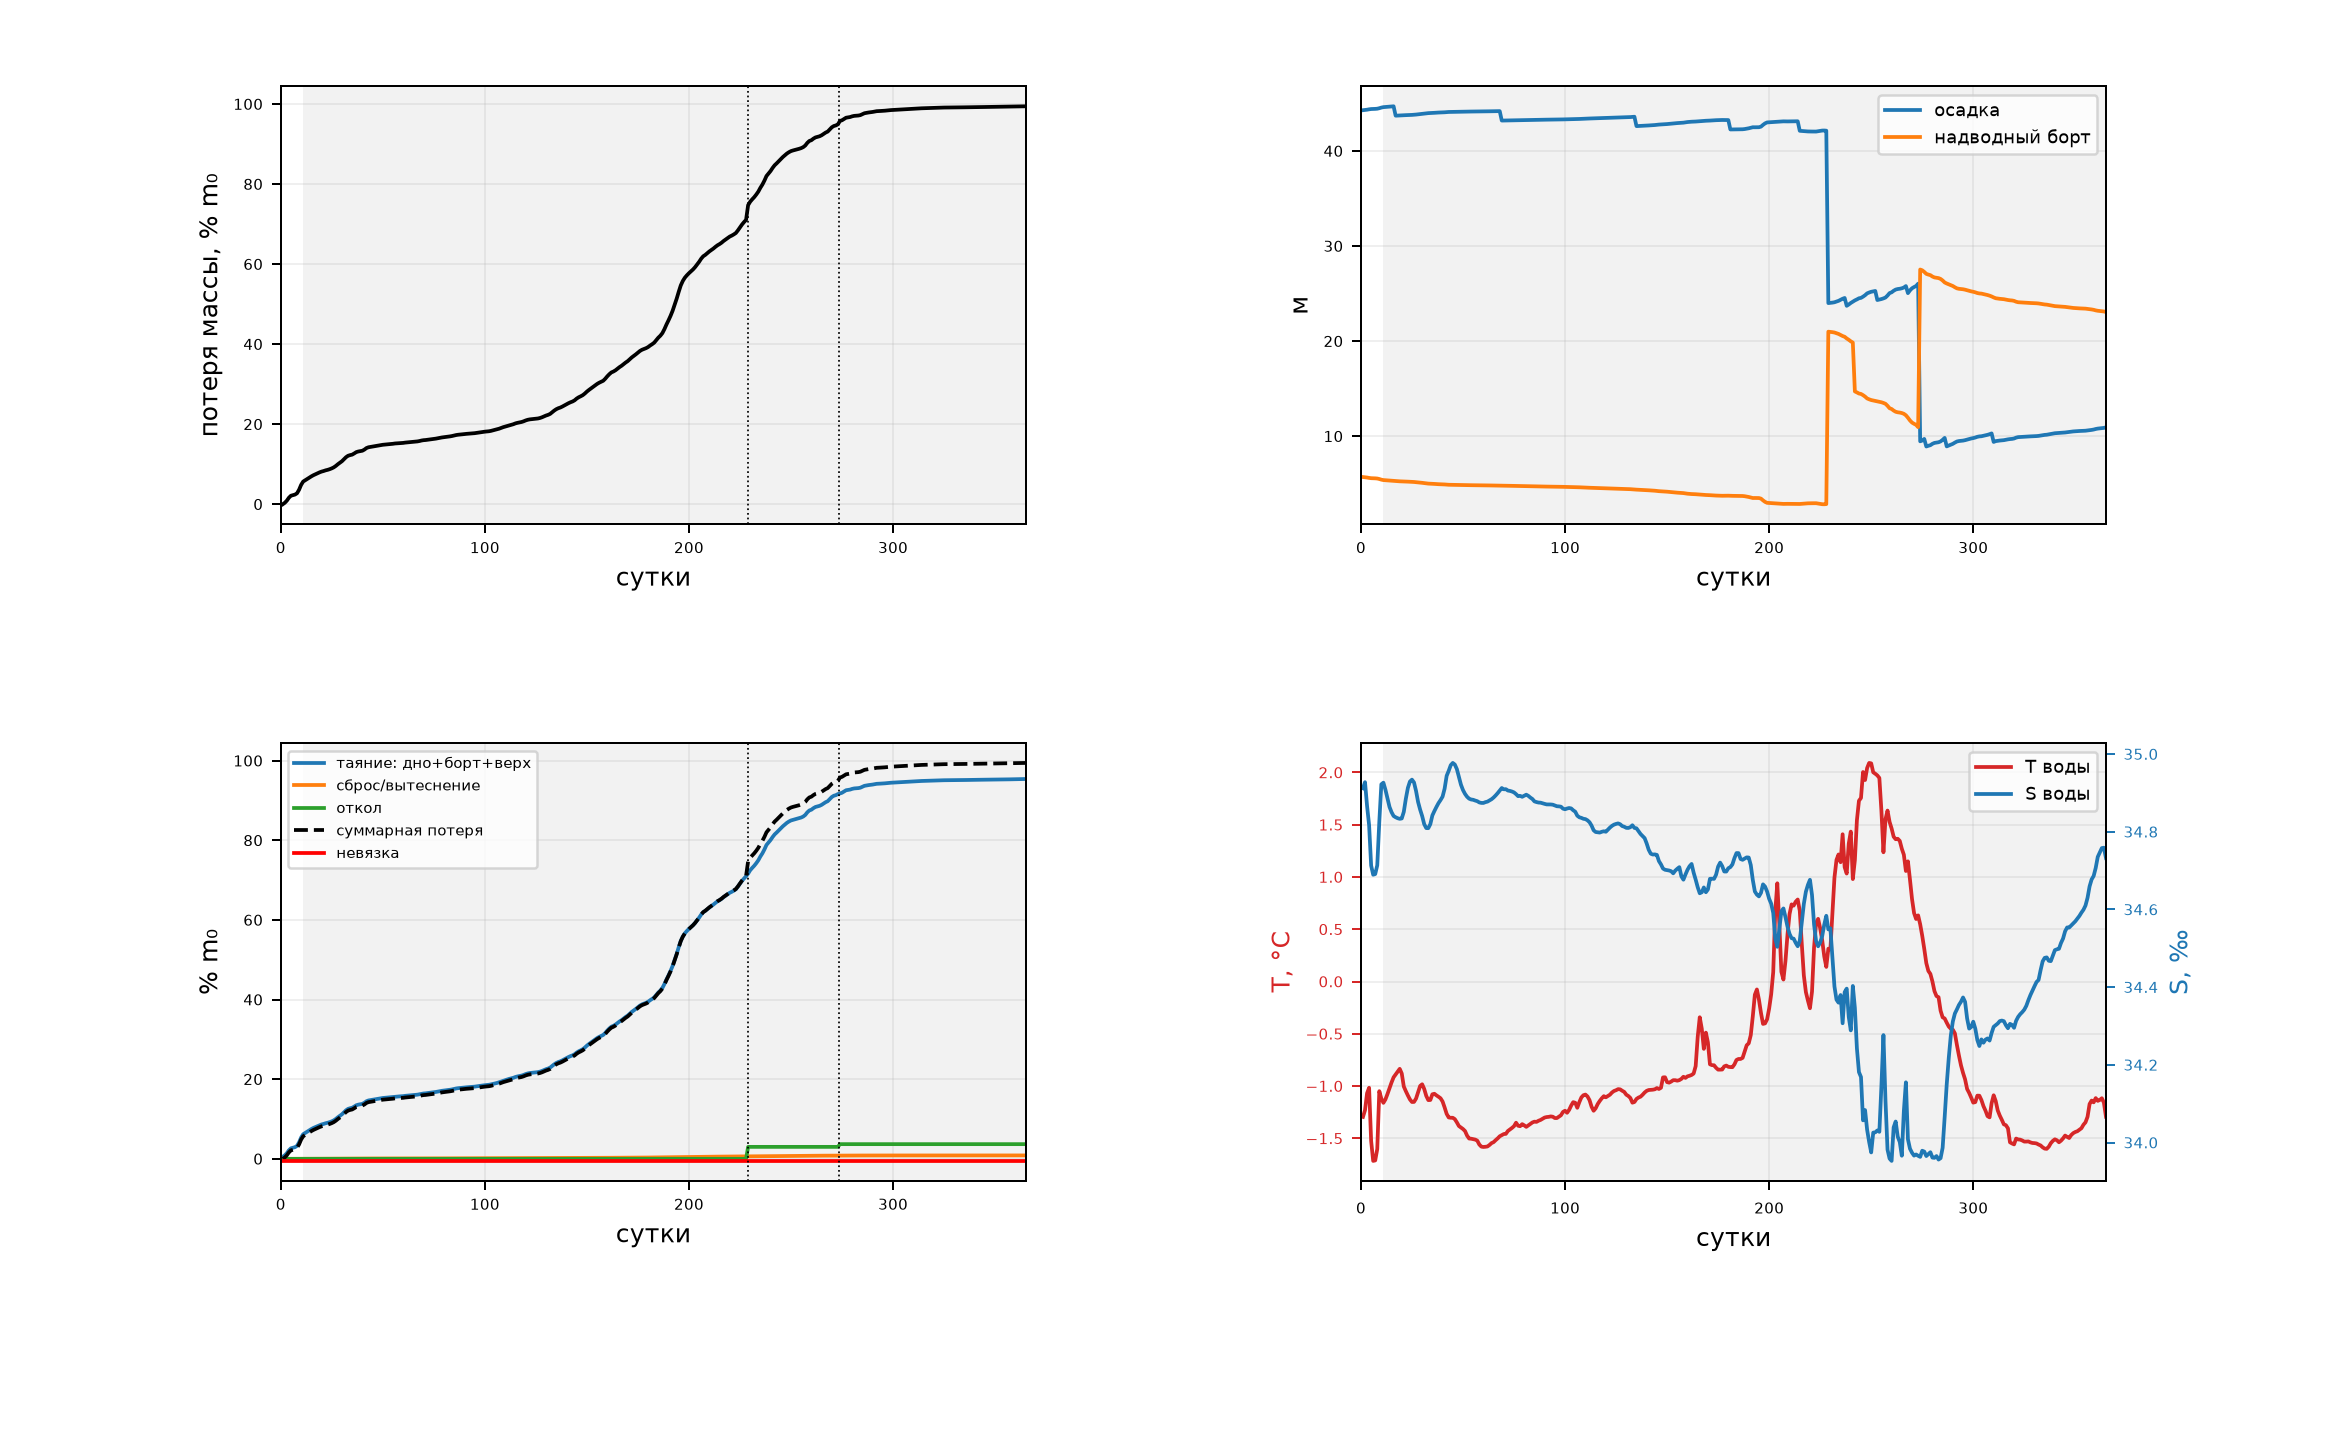 потеря массы, % m₀
100
80
60
40
20
0
0 100 200 300
сутки
м
40
30
20
10
осадка
надводный борт
0 100 200 300
сутки
% m₀
100
80
60
40
20
0
таяние: дно+борт+верх
сброс/вытеснение
откол
суммарная потеря
невязка
0 100 200 300
сутки
T, °C
2.0
1.5
1.0
0.5
0.0
−0.5
−1.0
−1.5
T воды
S воды
35.0
34.8
34.6
34.4
34.2
34.0
S, ‰
0 100 200 300
сутки